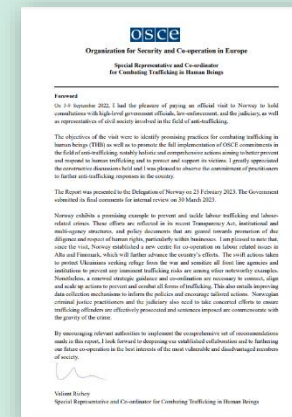 OSCE
Organization for Security and Co-operation in Europe
Special Representative and Co-ordinator
for Combating Trafficking in Human Beings
Foreword
On 5-9 September 2022, I had the pleasure of paying an official visit to Norway to hold
consultations with high-level government officials, law-enforcement, and the judiciary, as well
as representatives of civil society involved in the field of anti-trafficking.
The objectives of the visit were to identify promising practices for combating trafficking in
human beings (THB) as well as to promote the full implementation of OSCE commitments in
the field of anti-trafficking, notably holistic and comprehensive actions aiming to better prevent
and respond to human trafficking and to protect and support its victims. I greatly appreciated
the constructive discussions held and I was pleased to observe the commitment of practitioners
to further anti-trafficking responses in the country.
The Report was presented to the Delegation of Norway on 23 February 2023. The Government
submitted its final comments for internal review on 30 March 2023.
Norway exhibits a promising example to prevent and tackle labour trafficking and labour-
related crimes. These efforts are reflected in its recent Transparency Act, institutional and
multi-agency structures, and policy documents that are geared towards promotion of due
diligence and respect of human rights, particularly within businesses. I am pleased to note that,
since the visit, Norway established a new centre for co-operation on labour related issues in
Alta and Finnmark, which will further advance the country's efforts. The swift actions taken
to protect Ukrainians seeking refuge from the war and sensitize all front line agencies and
institutions to prevent any imminent trafficking risks are among other noteworthy examples.
Nonetheless, a renewed strategic guidance and co-ordination are necessary to connect, align
and scale up actions to prevent and combat all forms of trafficking. This also entails improving
data collection mechanisms to inform the policies and encourage tailored actions. Norwegian
criminal justice practitioners and the judiciary also need to take concerted efforts to ensure
trafficking offenders are effectively prosecuted and sentences imposed are commensurate with
the gravity of the crime.
By encouraging relevant authorities to implement the comprehensive set of recommendations
made in this report, I look forward to deepening our established collaboration and to furthering
our future co-operation in the best interests of the most vulnerable and disadvantaged members
of society.
Valiant Richey
Special Representative and Co-ordinator for Combating Trafficking in Human Beings